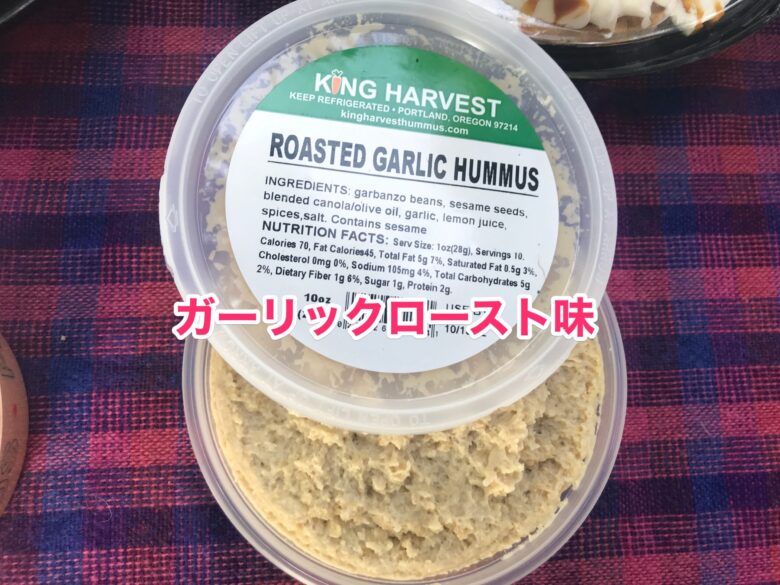 KING HARVEST
KEEP REFRIGERATED • PORTLAND, OREGON 97214
kingharvesthummus.com
ROASTED GARLIC HUMMUS
INGREDIENTS: garbanzo beans, sesame seeds,
blended canola/olive oil, garlic, lemon juice,
spices,salt. Contains sesame
NUTRITION FACTS: Serv Size: 1oz(28g), Servings 10.
Calories 70, Fat Calories45, Total Fat 5g 7%, Saturated Fat 0.5g 3%,
Cholesterol 0mg 0%, Sodium 105mg 4%, Total Carbohydrates 5g
2%, Dietary Fiber 1g 6%, Sugar 1g, Protein 2g.
10oz
ガーリックロースト味